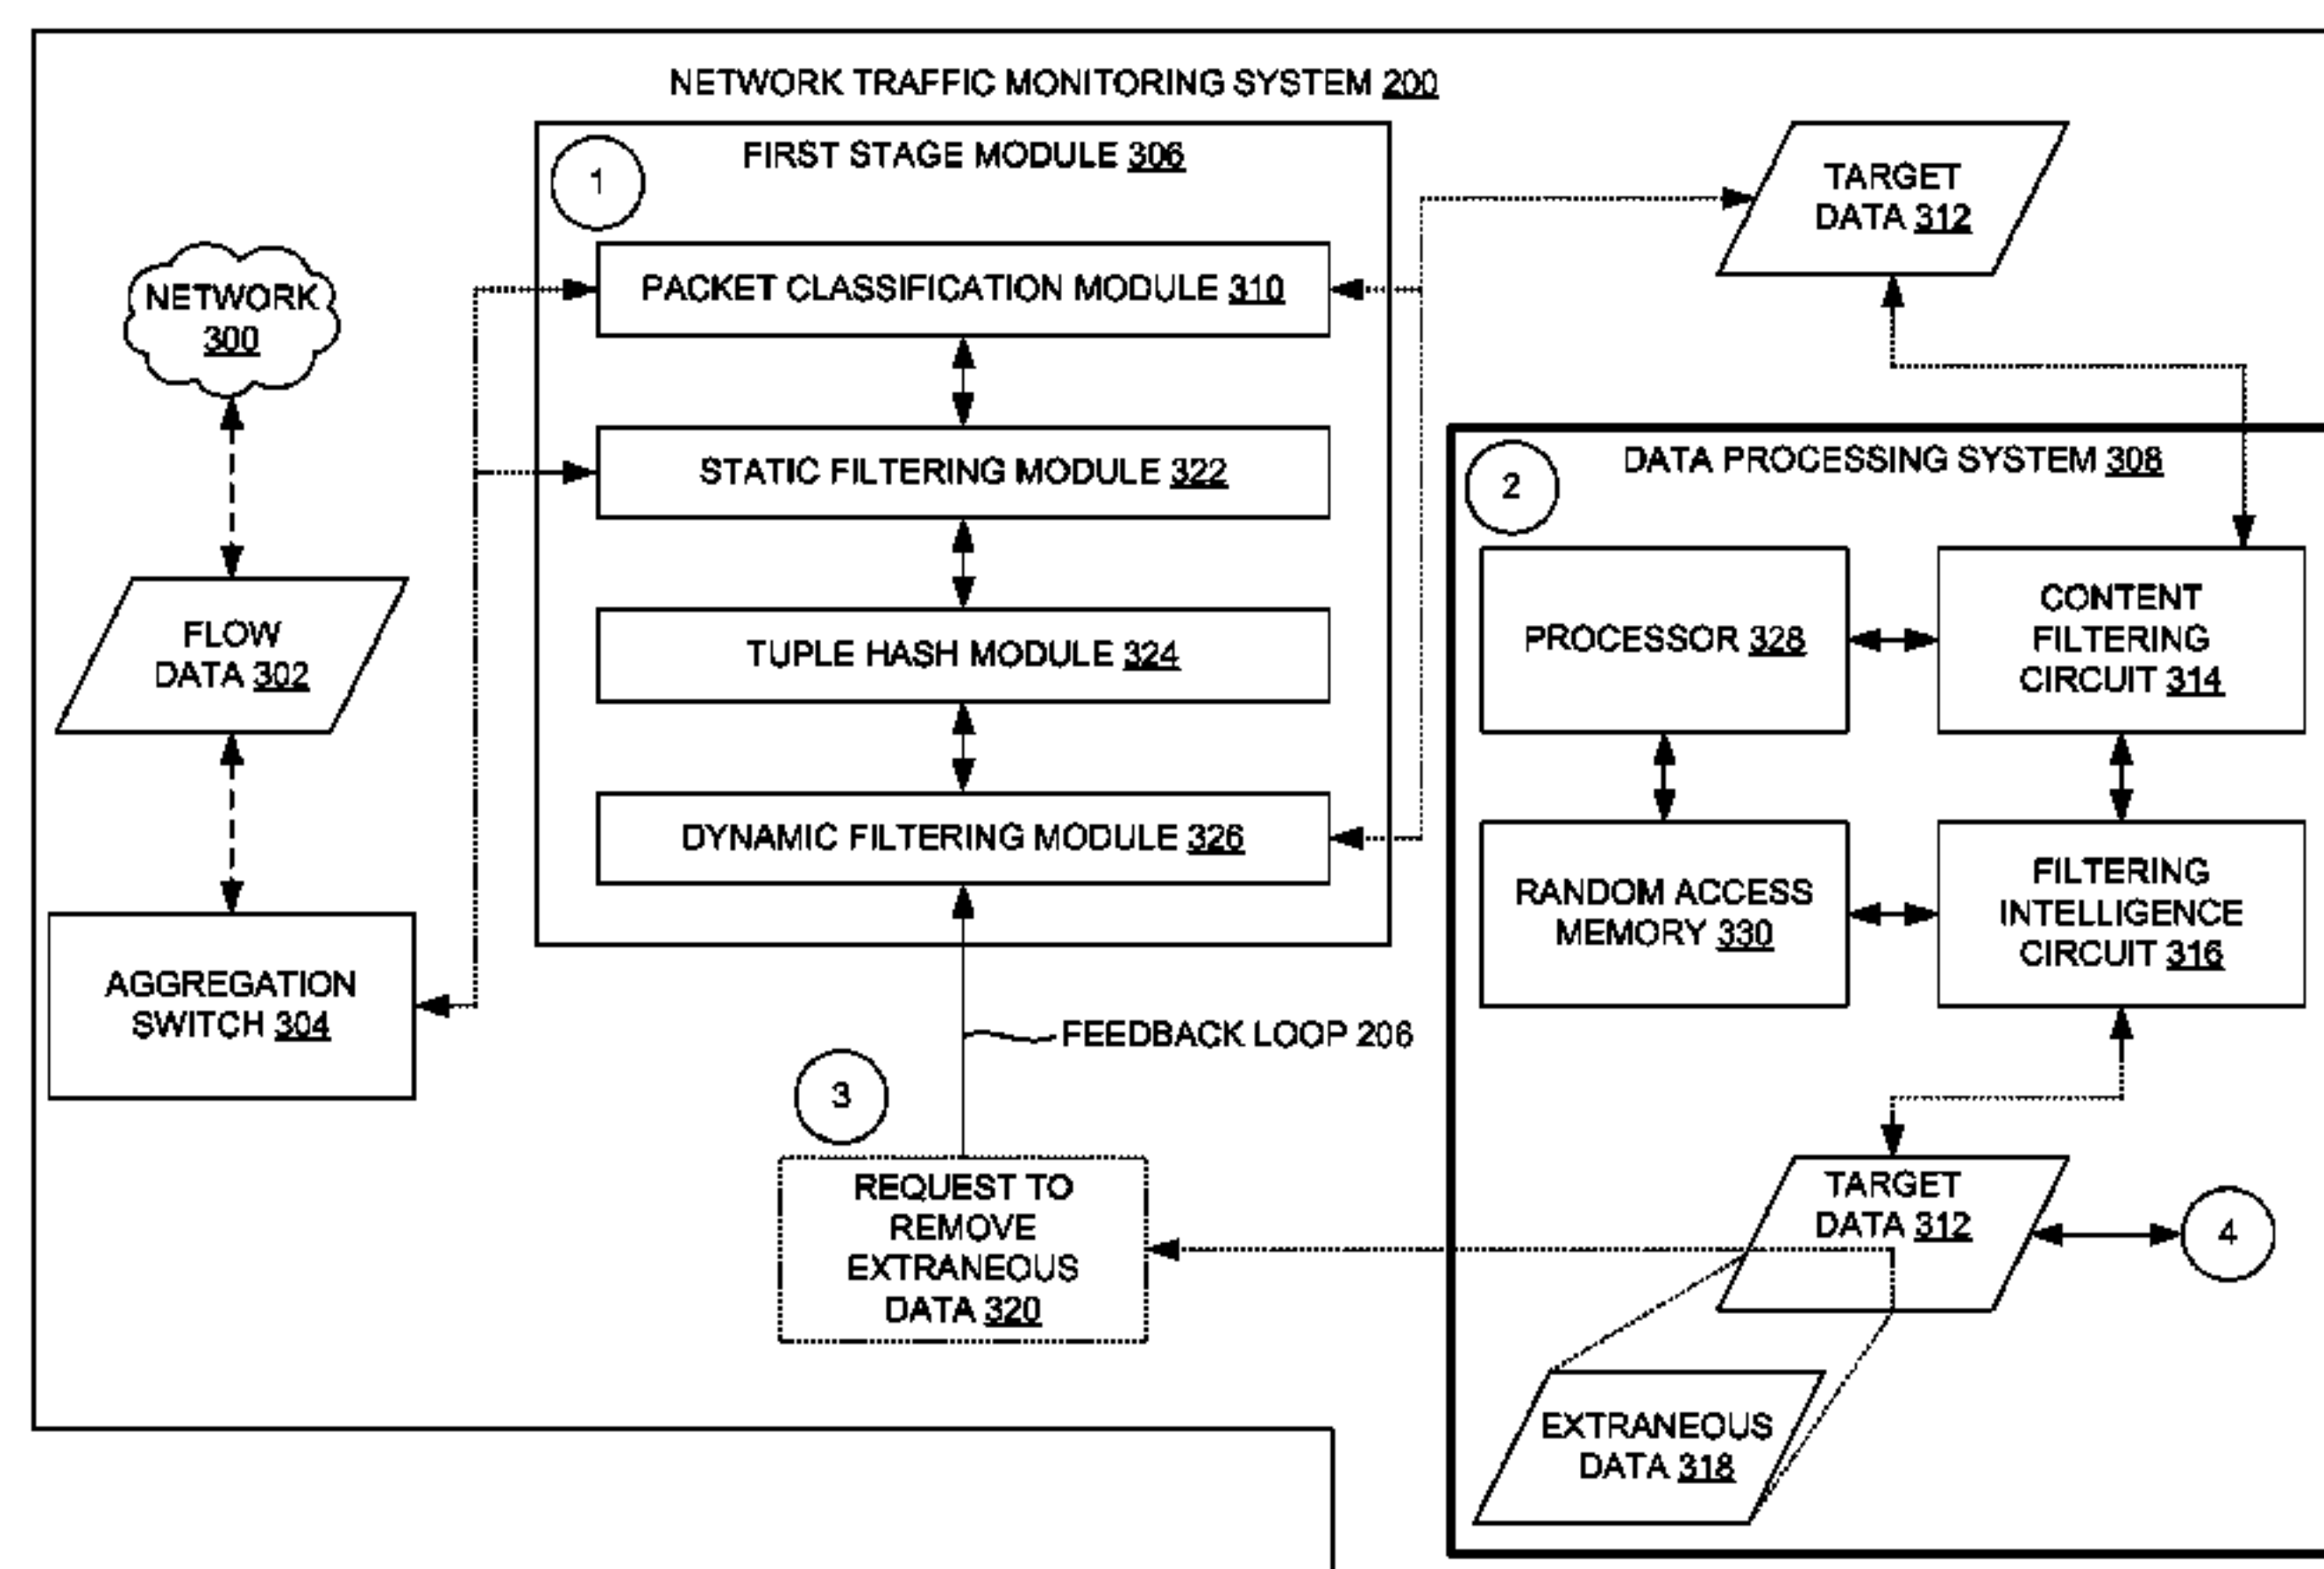 NETWORK TRAFFIC MONITORING SYSTEM 200
1
FIRST STAGE MODULE 306
PACKET CLASSIFICATION MODULE 310
STATIC FILTERING MODULE 322
TUPLE HASH MODULE 324
DYNAMIC FILTERING MODULE 326
NETWORK
300
FLOW
DATA 302
AGGREGATION
SWITCH 304
FEEDBACK LOOP 206
3
REQUEST TO
REMOVE
EXTRANEOUS
DATA 320
TARGET
DATA 312
2
DATA PROCESSING SYSTEM 308
PROCESSOR 328
CONTENT
FILTERING
CIRCUIT 314
RANDOM ACCESS
MEMORY 330
FILTERING
INTELLIGENCE
CIRCUIT 316
TARGET
DATA 312
4
EXTRANEOUS
DATA 318